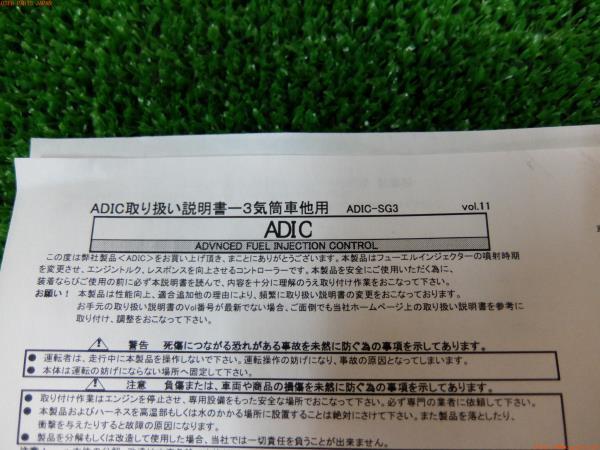 USED PARTS JAPAN
ADIC取り扱い説明書ー3気筒車他用 ADIC-SG3 vol.11
ADIC
ADVNCED FUEL INJECTION CONTROL
この度は弊社製品<ADIC>をお買い上げ頂き、まことにありがとうございます。本製品はフューエルインジェクターの噴射時期
を変更させ、エンジントルク、レスポンスを向上させるコントローラーです。本製品を安全にご使用いただく為に、
装着ならびご使用の前に必ず本説明書を読んで、内容を十分に理解のうえ取り付け作業をおこなって下さい。
お願い! 本製品は性能向上、適合追加他の理由により、頻繁に取り扱い説明書の変更をおこなっております。
お手元の取り扱い説明書のVol番号が最新でない場合、ご面倒でも当社ホームページ上の取り扱い説明書を参考に
取り付け、調整をおこなって下さい。
警告 死傷につながる恐れがある事故を未然に防ぐ為の事項を示してあります。
● 運転者は、走行中に本製品を操作しないで下さい。運転操作の妨げになり、事故の原因となってしまいます。
● 本体は運転の妨げにならない場所へ固定して下さい。
注意 負傷または、車両や商品の損傷を未然に防ぐ為の事項を示してあります。
● 取り付け作業はエンジンを停止させ、専用設備をもった安全な場所でおこなって下さい。必ず専門の業者に依頼して下さい。
● 本製品およびハーネスを高温部もしくは水のかかる場所に設置することは絶対にさけて下さい。また製品を落としたり、
衝撃を与えたりすると故障の原因になります。
● 製品を分解もしくは改造して使用した場合、当社では一切責任を負うことが出来ません。